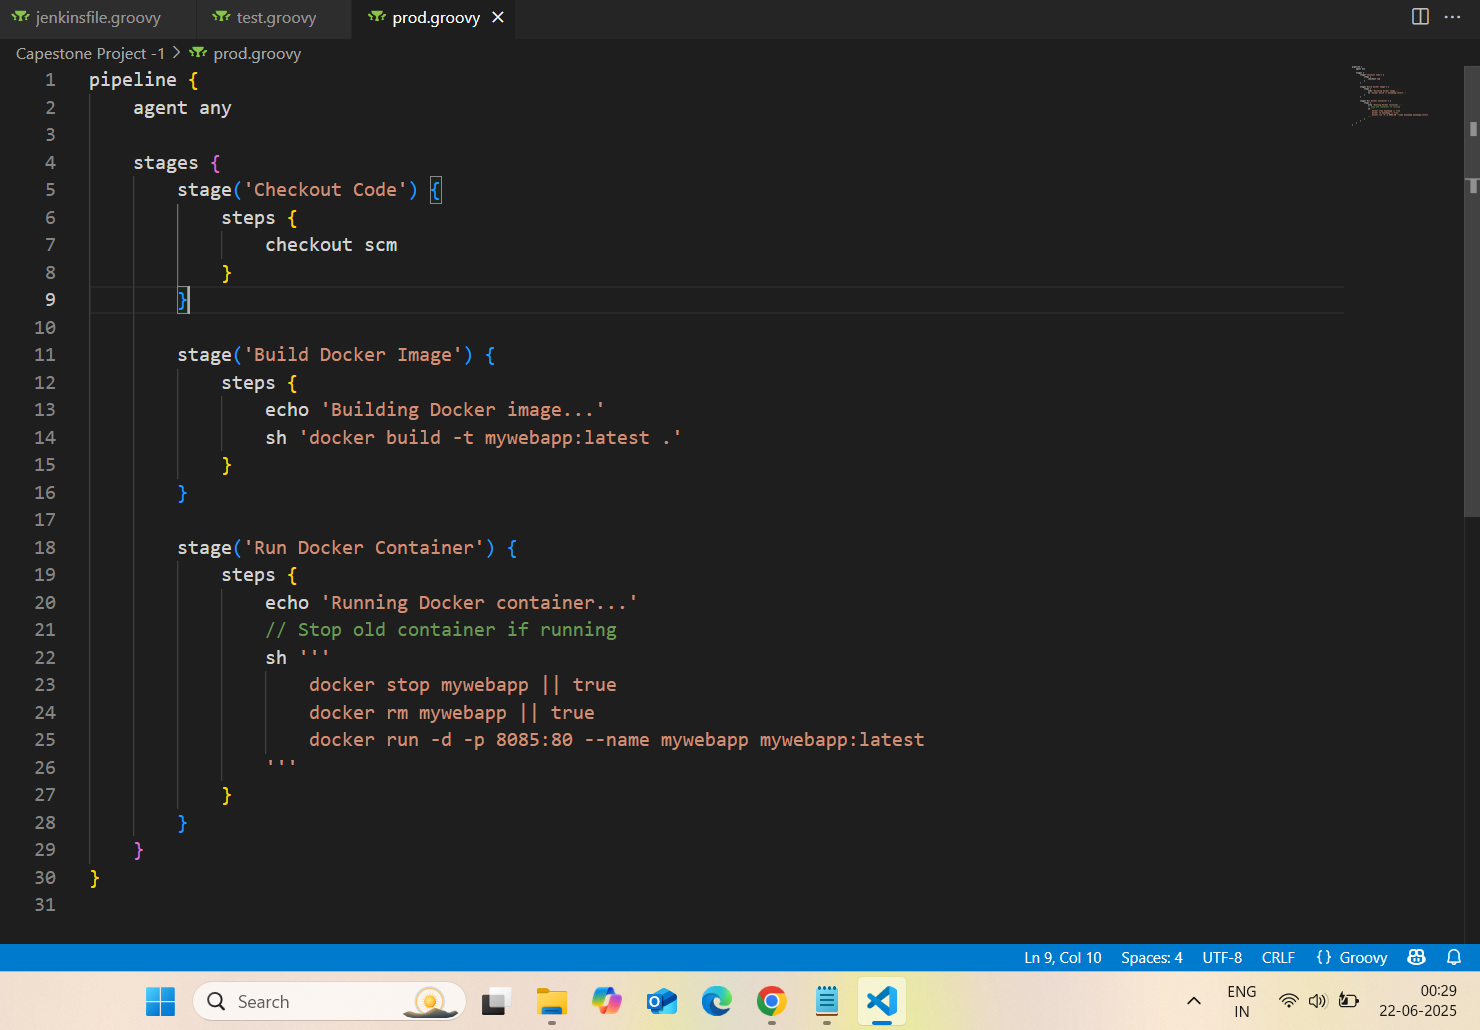 jenkinsfile.groovy test.groovy prod.groovy
Capestone Project -1 > prod.groovy
1 pipeline {
2     agent any
3
4     stages {
5         stage('Checkout Code') {
6             steps {
7                 checkout scm
8             }
9         }
10
11         stage('Build Docker Image') {
12             steps {
13                 echo 'Building Docker image...'
14                 sh 'docker build -t mywebapp:latest .'
15             }
16         }
17
18         stage('Run Docker Container') {
19             steps {
20                 echo 'Running Docker container...'
21                 // Stop old container if running
22                 sh '''
23                     docker stop mywebapp || true
24                     docker rm mywebapp || true
25                     docker run -d -p 8085:80 --name mywebapp mywebapp:latest
26                 '''
27             }
28         }
29     }
30 }
31
Ln 9, Col 10 Spaces: 4 UTF-8 CRLF {} Groovy
Search
ENG
IN
00:29
22-06-2025